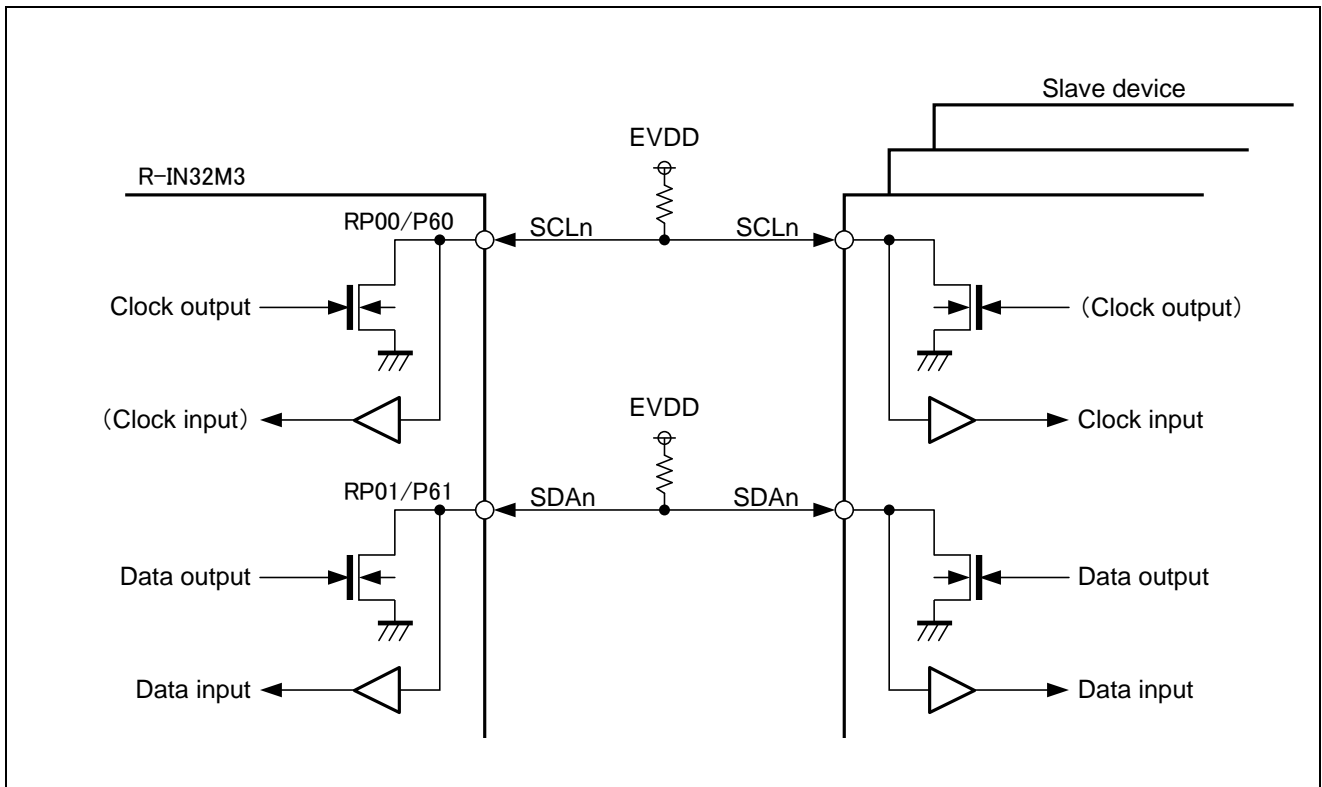 Slave device
EVDD
R-IN32M3
RP00/P60
SCLn SCLn
Clock output
（Clock output）
（Clock input）
Clock input
EVDD
RP01/P61
SDAn SDAn
Data output
Data output
Data input
Data input